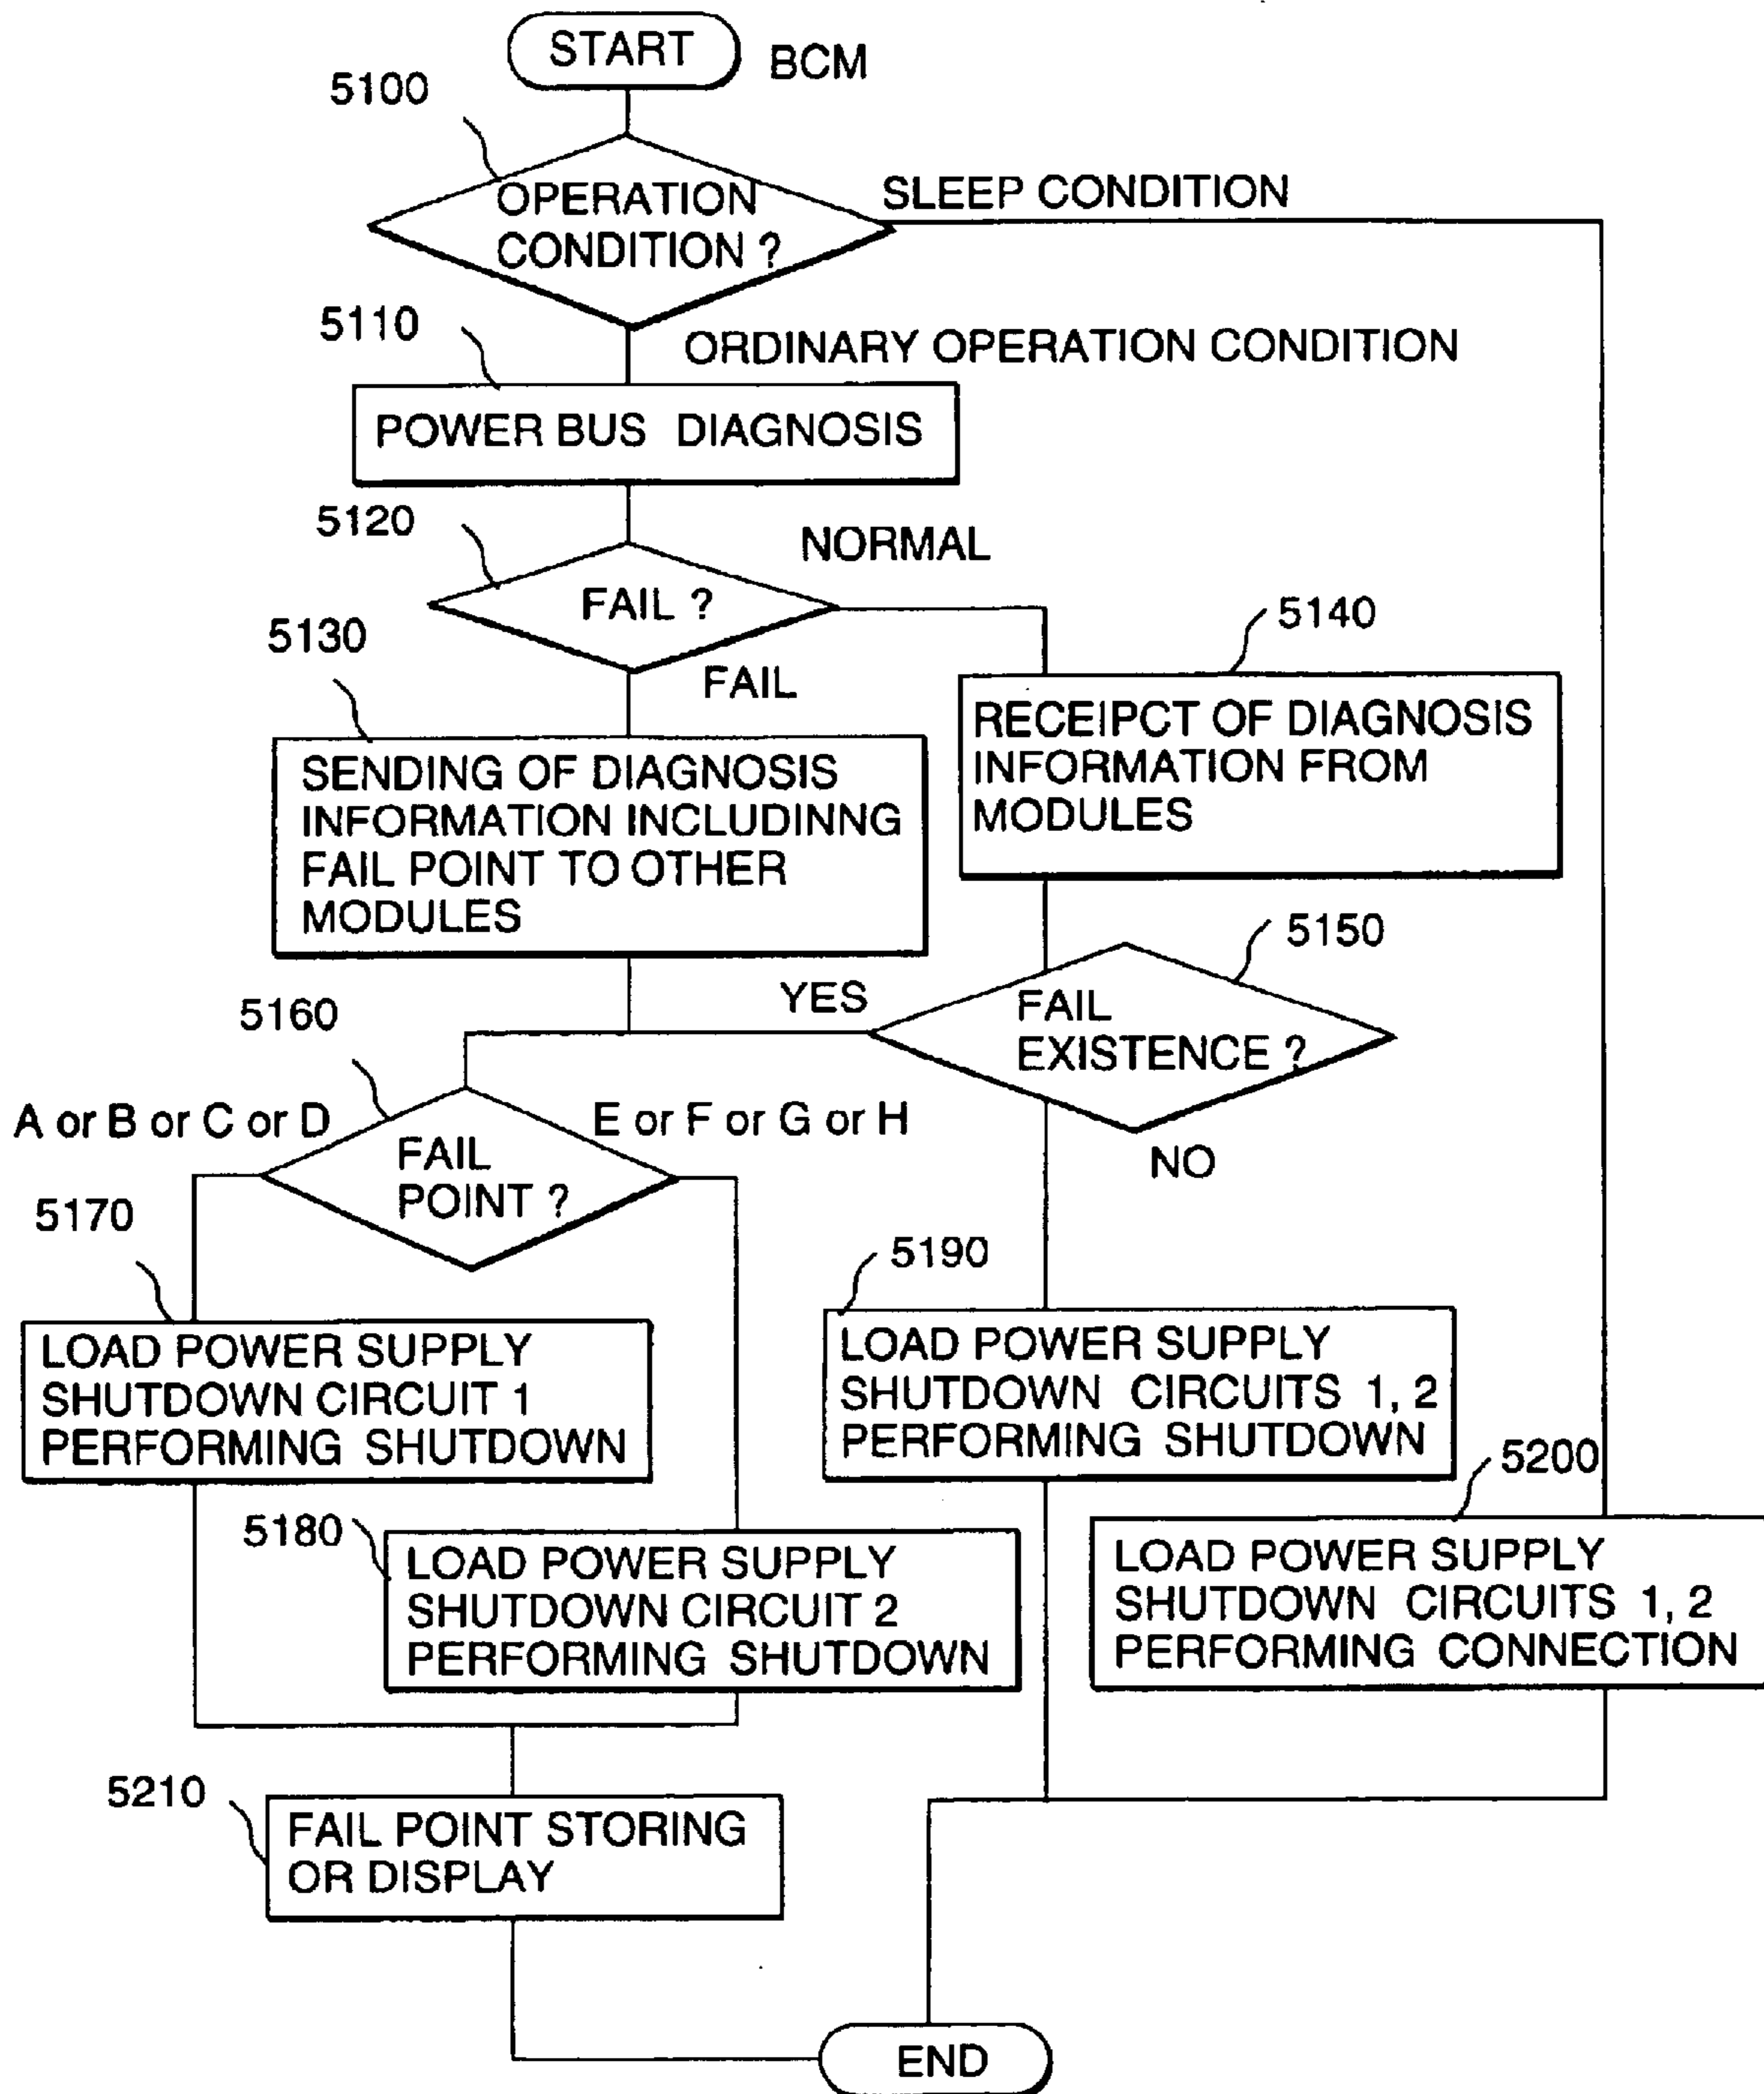 START
BCM
5100
OPERATION
CONDITION ?
SLEEP CONDITION
5110
ORDINARY OPERATION CONDITION
POWER BUS DIAGNOSIS
5120
NORMAL
FAIL ?
5130
FAIL
5140
RECEIPCT OF DIAGNOSIS
INFORMATION FROM
MODULES
SENDING OF DIAGNOSIS
INFORMATION INCLUDINNG
FAIL POINT TO OTHER
MODULES
5150
YES
FAIL
EXISTENCE ?
NO
5160
A or B or C or D
E or F or G or H
FAIL
POINT ?
5170
LOAD POWER SUPPLY
SHUTDOWN CIRCUIT 1
PERFORMING SHUTDOWN
5190
LOAD POWER SUPPLY
SHUTDOWN CIRCUITS 1, 2
PERFORMING SHUTDOWN
5180
LOAD POWER SUPPLY
SHUTDOWN CIRCUIT 2
PERFORMING SHUTDOWN
5200
LOAD POWER SUPPLY
SHUTDOWN CIRCUITS 1, 2
PERFORMING CONNECTION
5210
FAIL POINT STORING
OR DISPLAY
END